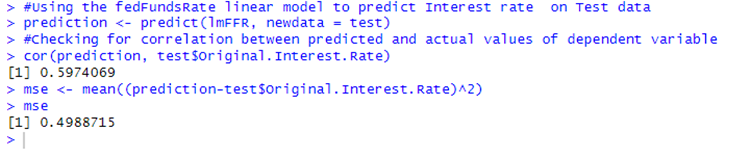 > #Using the fedFundsRate linear model to predict Interest rate  on Test data
> prediction <- predict(lmFFR, newdata = test)
> #Checking for correlation between predicted and actual values of dependent variable
> cor(prediction, test$Original.Interest.Rate)
[1] 0.5974069
> mse <- mean((prediction-test$Original.Interest.Rate)^2)
> mse
[1] 0.4988715
>